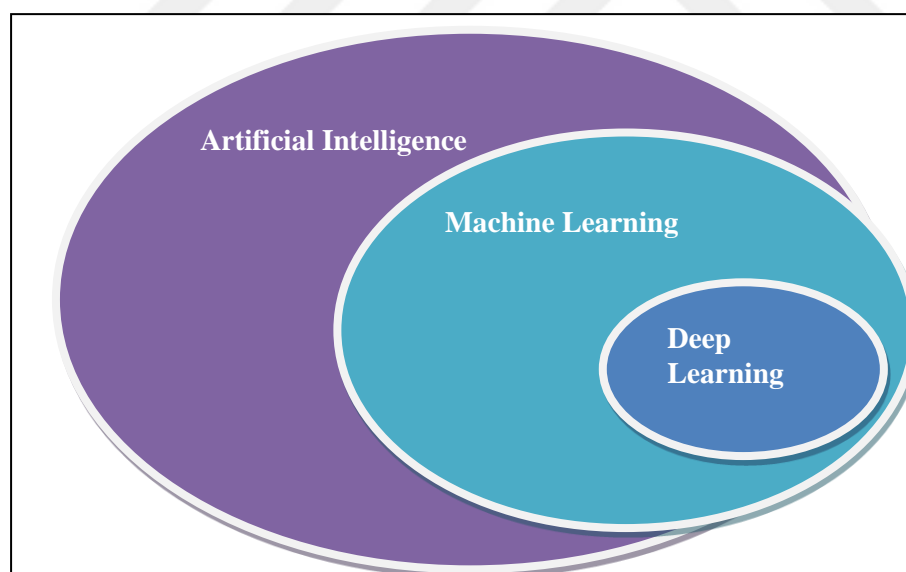 Artificial Intelligence
Machine Learning
Deep
Learning